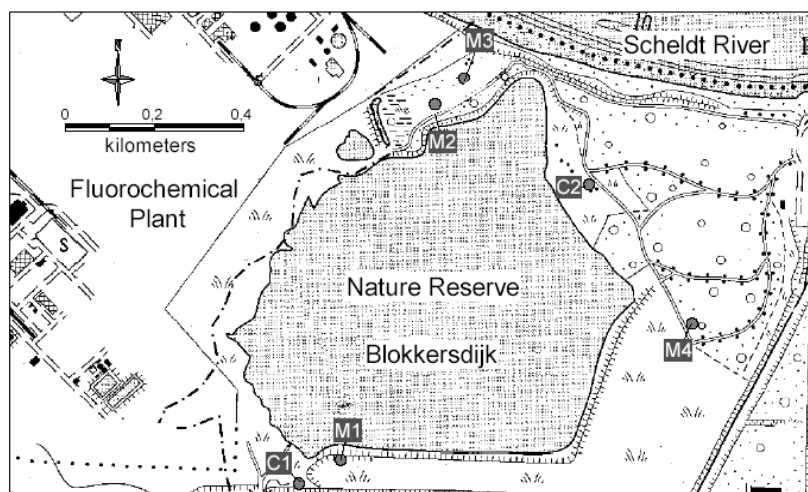 M3
Scheldt River
N
0
0,2
0,4
kilometers
M2
Fluorochemical
Plant
C2
S
Nature Reserve
Blokkersdijk
M4
M1
C1